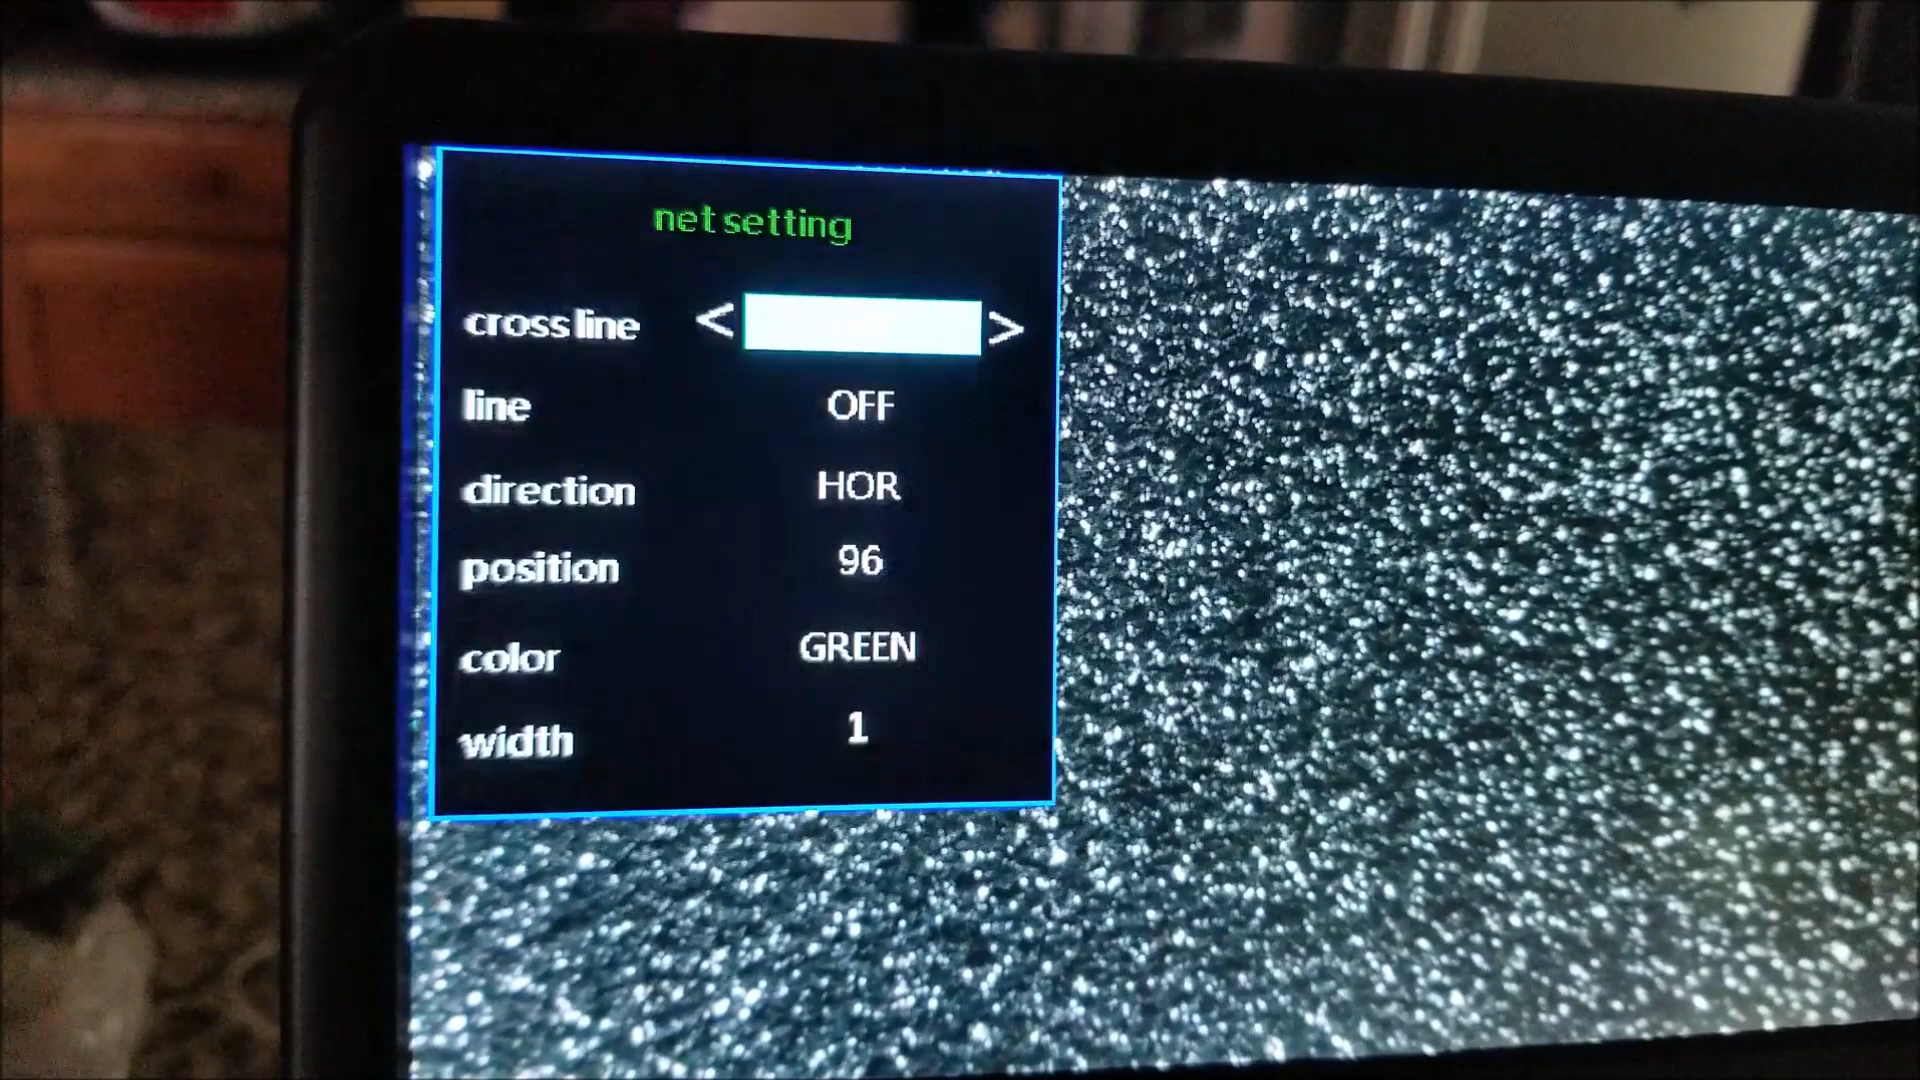 net setting
cross line < >
line OFF
direction HOR
position 96
color GREEN
width 1